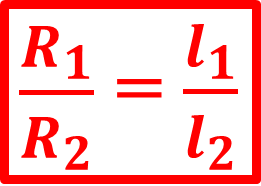 R₁/R₂ = l₁/l₂